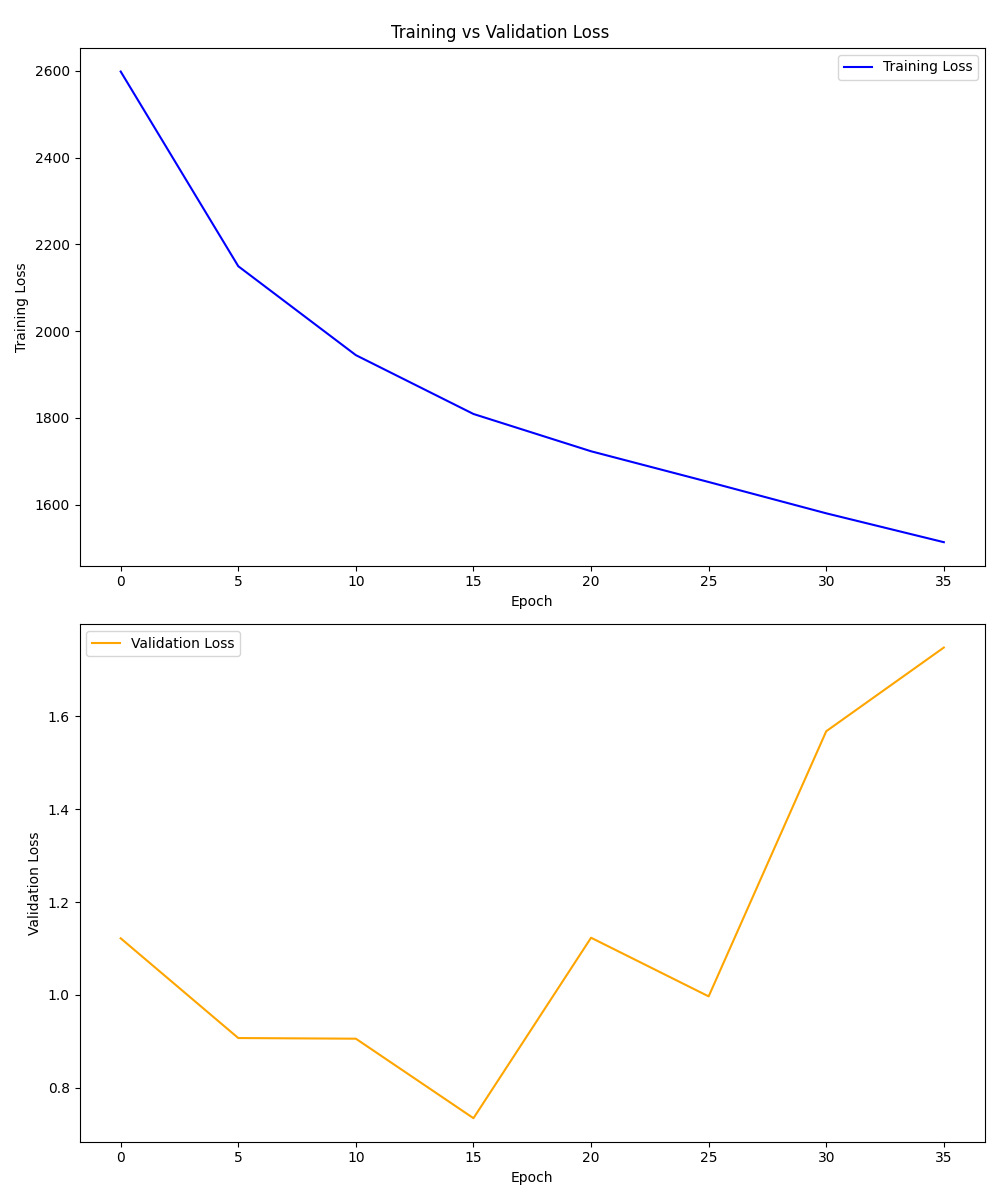 Training vs Validation Loss
Training Loss
2600
2400
2200
2000
1800
1600
Training Loss
0 5 10 15 20 25 30 35
Epoch
Validation Loss
1.6
1.4
1.2
1.0
0.8
Validation Loss
0 5 10 15 20 25 30 35
Epoch